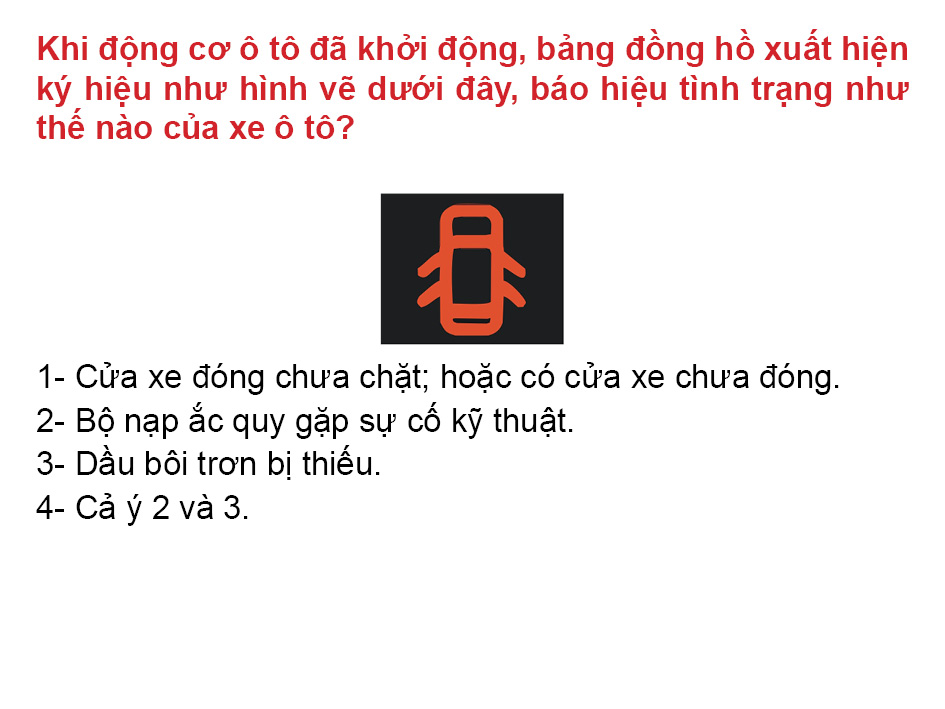 Khi động cơ ô tô đã khởi động, bảng đồng hồ xuất hiện
ký hiệu như hình vẽ dưới đây, báo hiệu tình trạng như
thế nào của xe ô tô?
1- Cửa xe đóng chưa chặt; hoặc có cửa xe chưa đóng.
2- Bộ nạp ắc quy gặp sự cố kỹ thuật.
3- Dầu bôi trơn bị thiếu.
4- Cả ý 2 và 3.